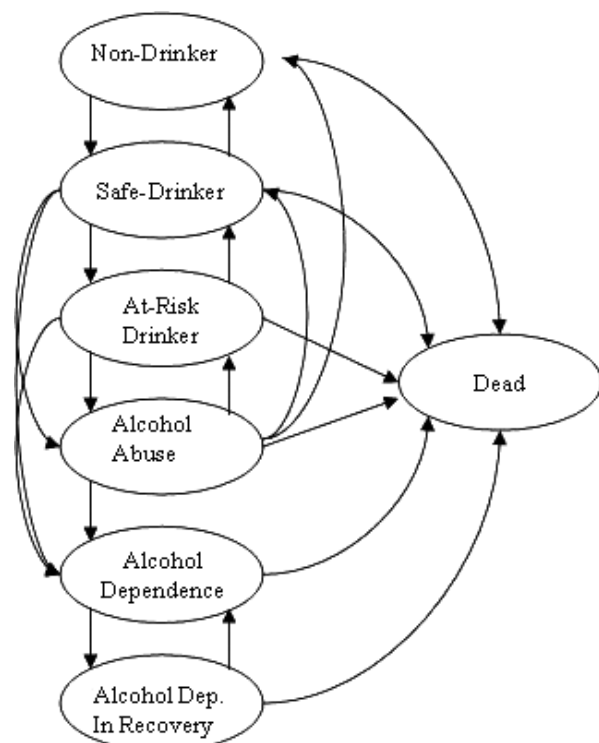 Non-Drinker
Safe-Drinker
At-Risk
Drinker
Dead
Alcohol
Abuse
Alcohol
Dependence
Alcohol Dep.
In Recovery